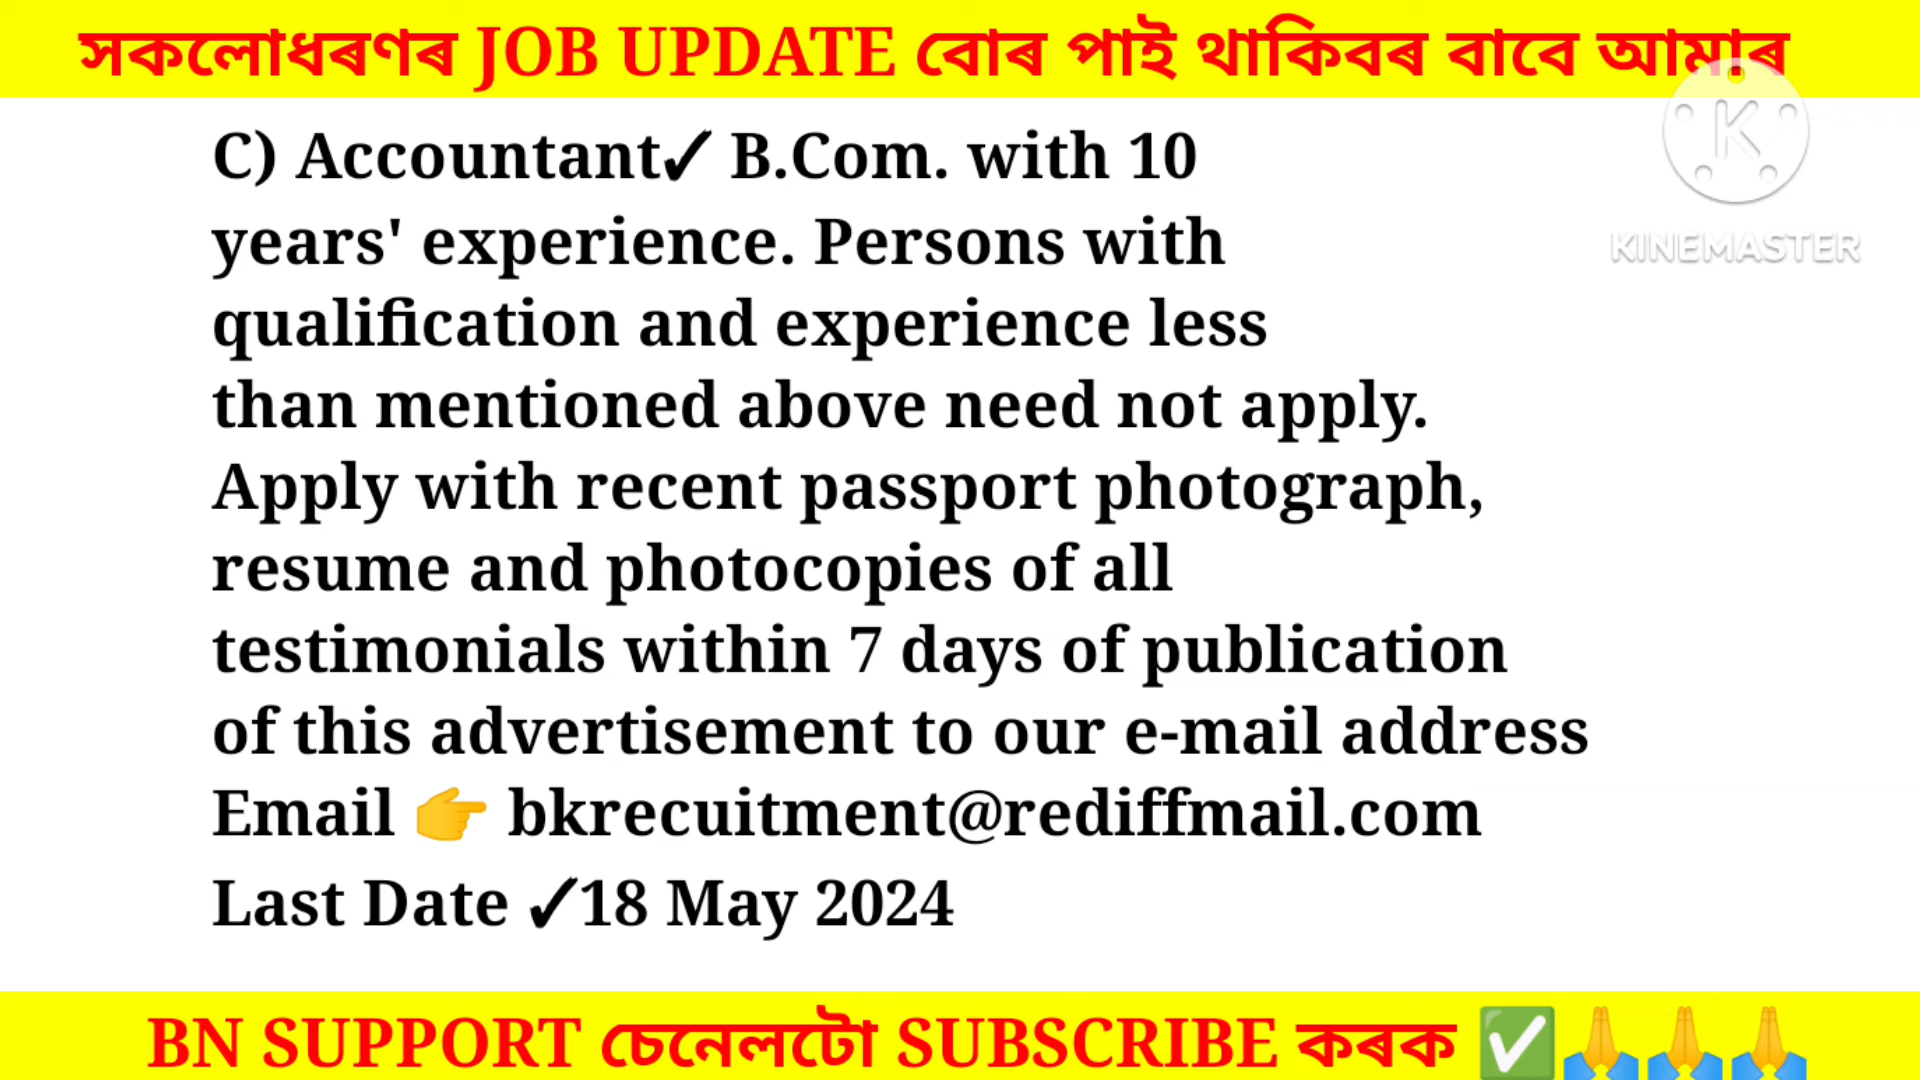 সকলোধৰণৰ JOB UPDATE বোৰ পাই থাকিবৰ বাবে আমাৰ
C) Accountant✓ B.Com. with 10
years' experience. Persons with
qualification and experience less
than mentioned above need not apply.
Apply with recent passport photograph,
resume and photocopies of all
testimonials within 7 days of publication
of this advertisement to our e-mail address
Email 👉 bkrecuitment@rediffmail.com
Last Date ✓18 May 2024
K
KINEMASTER
BN SUPPORT চেনেলটো SUBSCRIBE কৰক ✅🙏🙏🙏